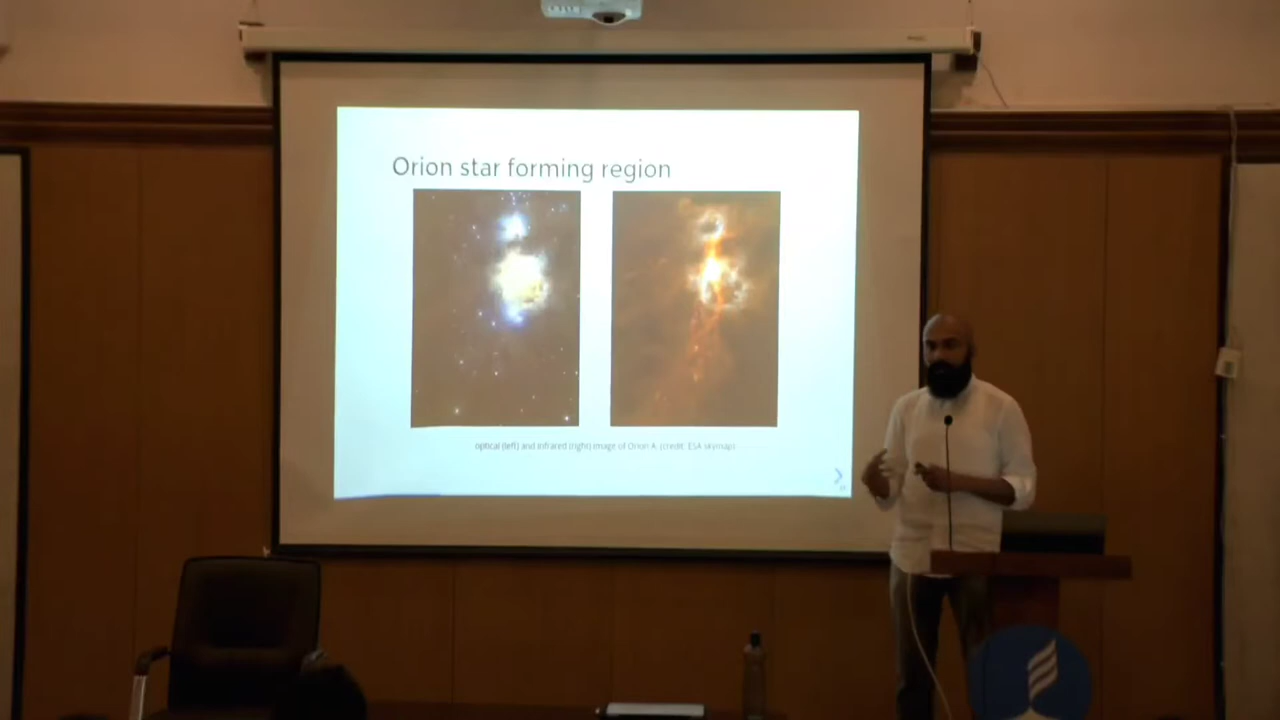 Orion star forming region
optical (left) and infrared (right) image of Orion A. (credit: ESA skymap)